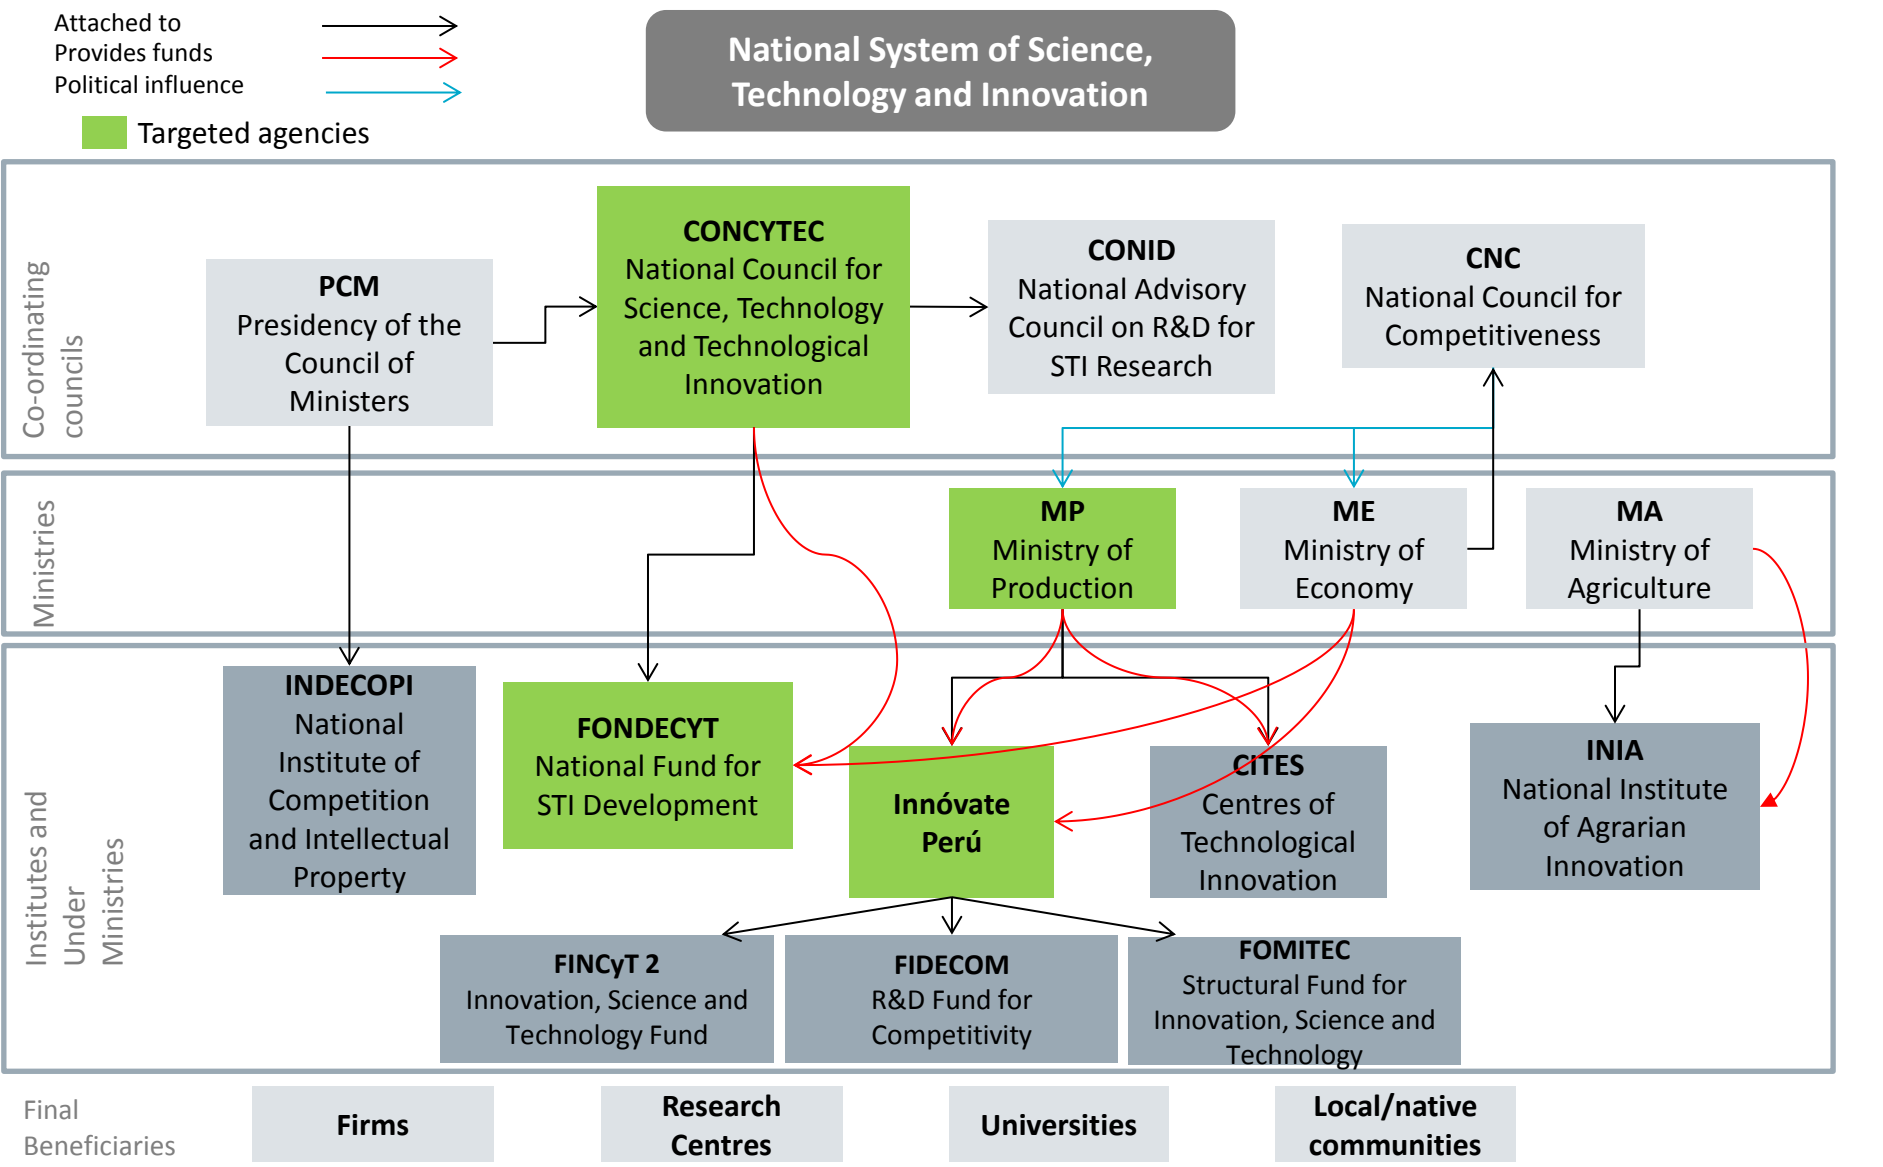 Attached to
Provides funds
Political influence
Targeted agencies
National System of Science,
Technology and Innovation
Co-ordinating
councils
PCM
Presidency of the
Council of
Ministers
CONCYTEC
National Council for
Science, Technology
and Technological
Innovation
CONID
National Advisory
Council on R&D for
STI Research
CNC
National Council for
Competitiveness
Ministries
MP
Ministry of
Production
ME
Ministry of
Economy
MA
Ministry of
Agriculture
Institutes and
Under
Ministries
INDECOPI
National
Institute of
Competition
and Intellectual
Property
FONDECYT
National Fund for
STI Development
Innóvate
Perú
CITES
Centres of
Technological
Innovation
INIA
National Institute
of Agrarian
Innovation
FINCyT 2
Innovation, Science and
Technology Fund
FIDECOM
R&D Fund for
Competitivity
FOMITEC
Structural Fund for
Innovation, Science and
Technology
Final
Beneficiaries
Firms
Research
Centres
Universities
Local/native
communities